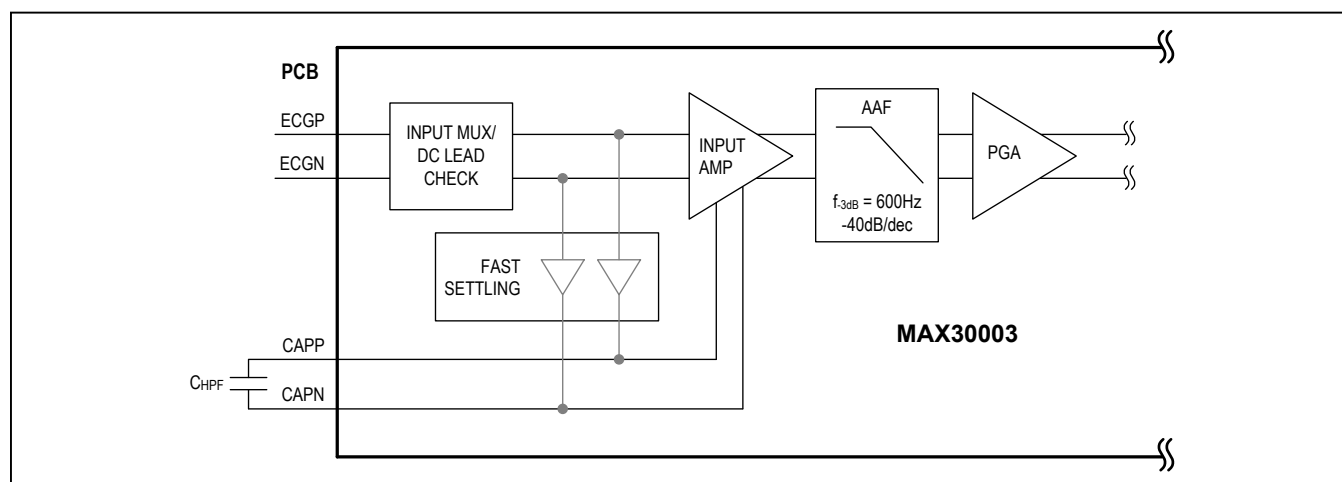 PCB
ECGP
ECGN
INPUT MUX/
DC LEAD
CHECK
INPUT
AMP
AAF
f-3dB = 600Hz
-40dB/dec
PGA
FAST
SETTLING
CAPP
CHPF
CAPN
MAX30003